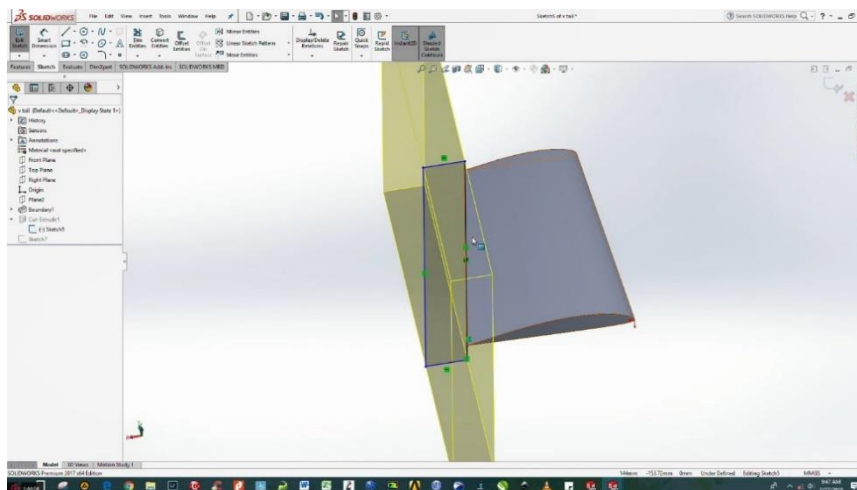 SOLIDWORKS File Edit View Insert Tools Window Help
Sketch5 of v tail *
Search SOLIDWORKS Help
Exit Sketch
Smart Dimension
Trim Entities
Convert Entities
Offset Entities
Mirror Entities
Linear Sketch Pattern
Move Entities
Display/Delete Relations
Repair Sketch
Quick Snaps
Rapid Sketch
Instant2D
Shaded Sketch Contours
Features Sketch Evaluate DimXpert SOLIDWORKS Add-Ins SOLIDWORKS MBD
v tail (Default<<Default>_Display State 1>)
History
Sensors
Annotations
Material <not specified>
Front Plane
Top Plane
Right Plane
Origin
Plane2
Boundary1
Cut-Extrude1
(-) Sketch5
Sketch7
Model 3D Views Motion Study 1
SOLIDWORKS Premium 2017 x64 Edition
0mm Under Defined Editing Sketch5 MMGS
9:47 AM